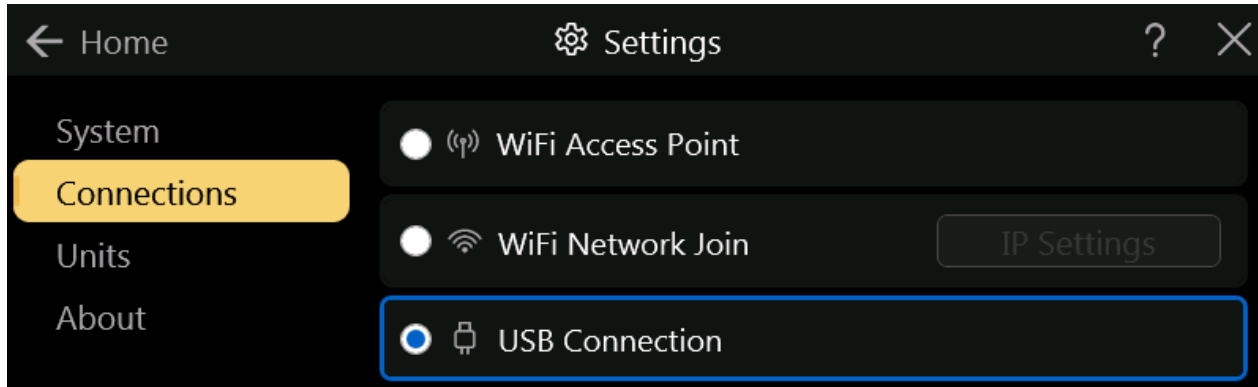 Home
Settings
?
System
Connections
Units
About
WiFi Access Point
WiFi Network Join
IP Settings
USB Connection